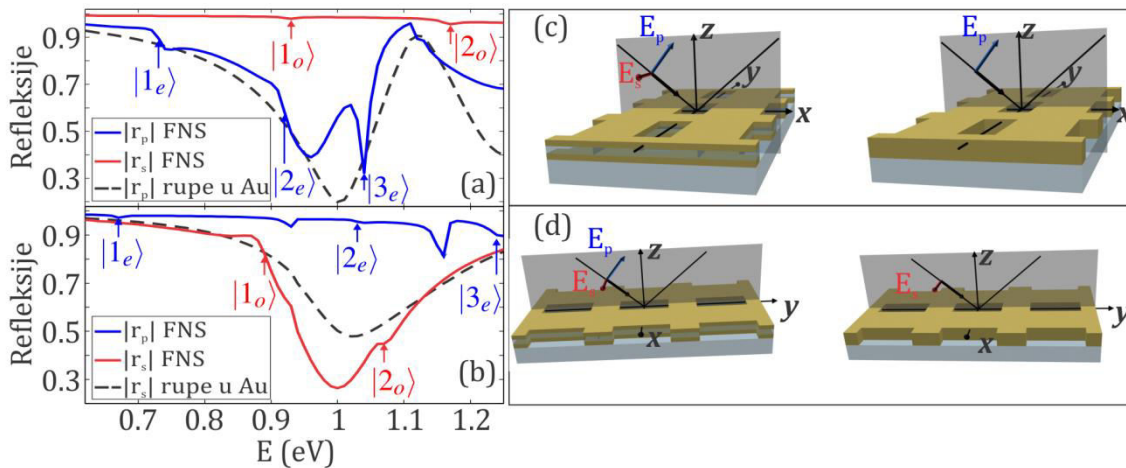 Refleksije
0.9
0.7
0.5
0.3
|1ₑ⟩
|1ₒ⟩
|2ₒ⟩
|2ₑ⟩
|3ₑ⟩
|rₚ| FNS
|rₛ| FNS
|rₚ| rupe u Au
(a)
Refleksije
0.9
0.7
0.5
0.3
|1ₑ⟩
|2ₑ⟩
|1ₒ⟩
|3ₑ⟩
|2ₒ⟩
|rₚ| FNS
|rₛ| FNS
|rₛ| rupe u Au
(b)
0.7 0.8 0.9 1 1.1 1.2
E (eV)
(c)
Eₚ z
Eₛ y
x
Eₚ z
y
x
(d)
Eₚ
z
Eₛ
y
x
z
Eₛ
y
x